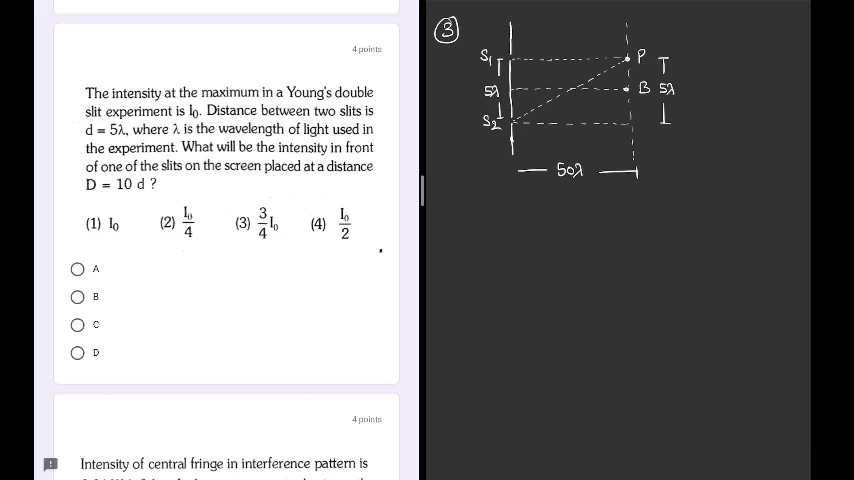 4 points
The intensity at the maximum in a Young's double
slit experiment is I₀. Distance between two slits is
d = 5λ, where λ is the wavelength of light used in
the experiment. What will be the intensity in front
of one of the slits on the screen placed at a distance
D = 10 d ?
(1) I₀ (2) I₀/4 (3) 3/4 I₀ (4) I₀/2
A
B
C
D
4 points
Intensity of central fringe in interference pattern is
3
S₁ P
5λ B 5λ
S₂
50λ